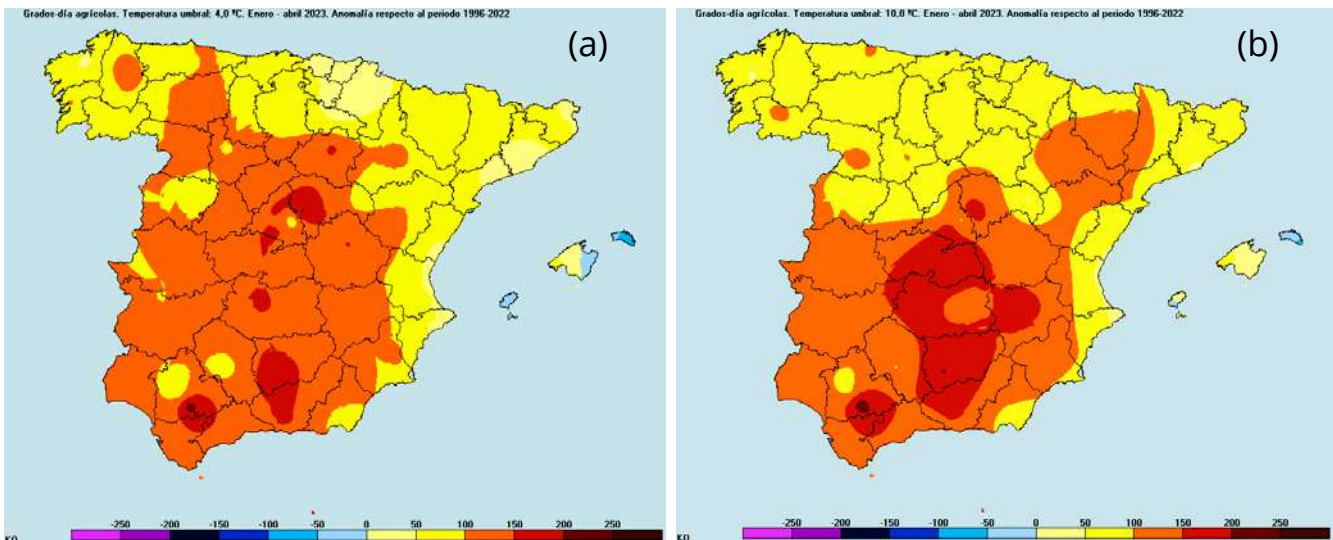 Grados-día agrícolas. Temperatura umbral: 4,0 ºC. Enero - abril 2023. Anomalía respecto al periodo 1996-2022
(a)
-250 -200 -150 -100 -50 0 50 100 150 200 250
KQ
Grados-día agrícolas. Temperatura umbral: 10,0 ºC. Enero - abril 2023. Anomalía respecto al periodo 1996-2022
(b)
-250 -200 -150 -100 -50 0 50 100 150 200 250
KQ